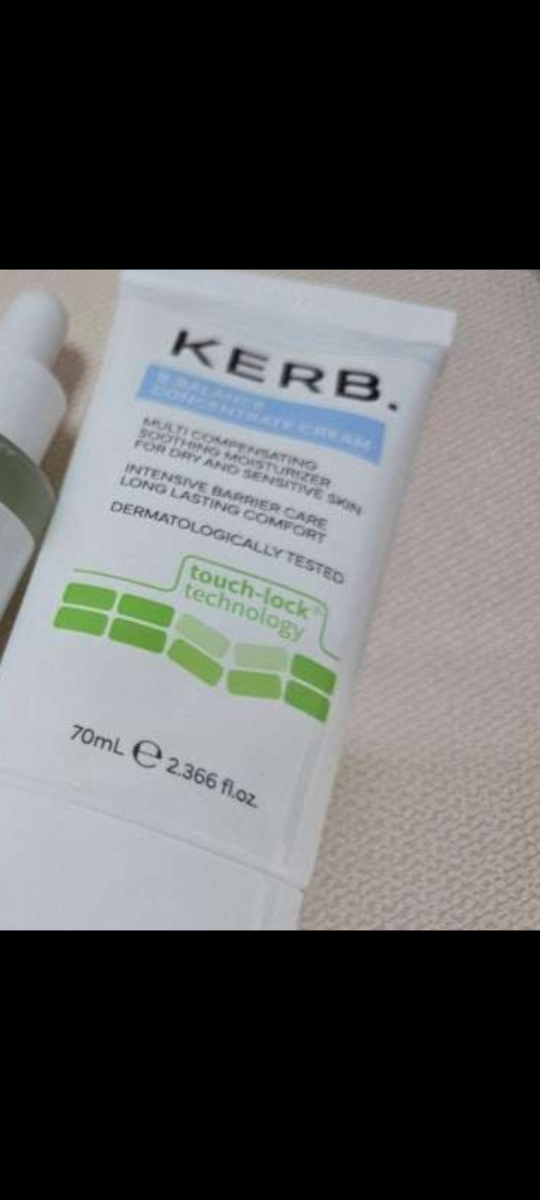 KERB.
B BALANCE
CONCENTRATE CREAM
MULTI COMPENSATING
SOOTHING MOISTURIZER
FOR DRY AND SENSITIVE SKIN
INTENSIVE BARRIER CARE
LONG LASTING COMFORT
DERMATOLOGICALLY TESTED
touch-lock®
technology
70mL ℮ 2.366 fl.oz.